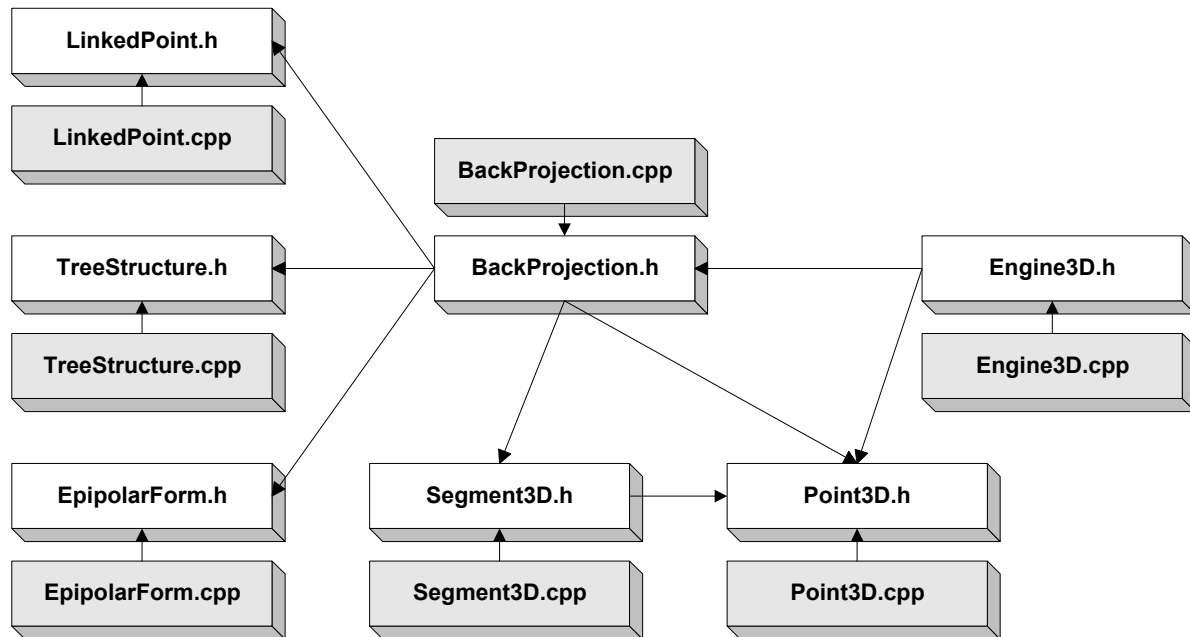 LinkedPoint.h
LinkedPoint.cpp
BackProjection.cpp
TreeStructure.h
BackProjection.h
Engine3D.h
TreeStructure.cpp
Engine3D.cpp
EpipolarForm.h
Segment3D.h
Point3D.h
EpipolarForm.cpp
Segment3D.cpp
Point3D.cpp